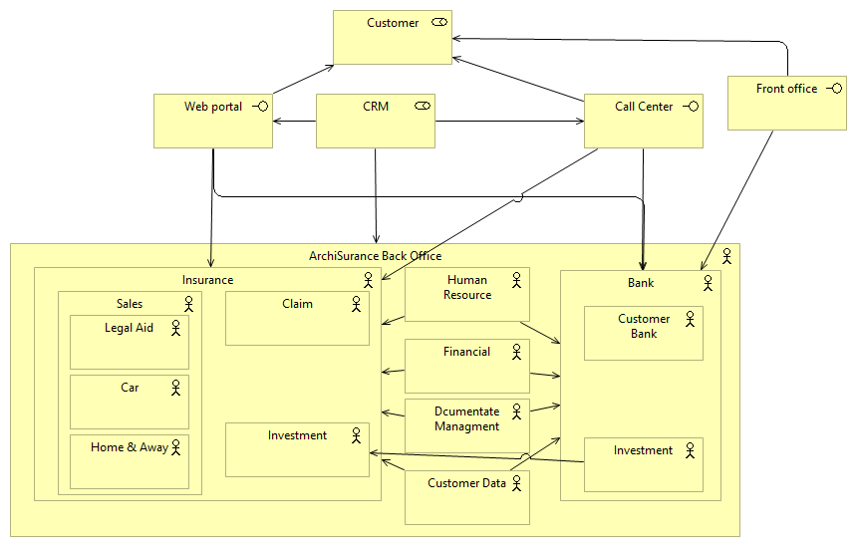 Customer
Web portal
CRM
Call Center
Front office
ArchiSurance Back Office
Insurance
Sales
Legal Aid
Car
Home & Away
Claim
Investment
Human
Resource
Financial
Dcumentate
Managment
Customer Data
Bank
Customer
Bank
Investment